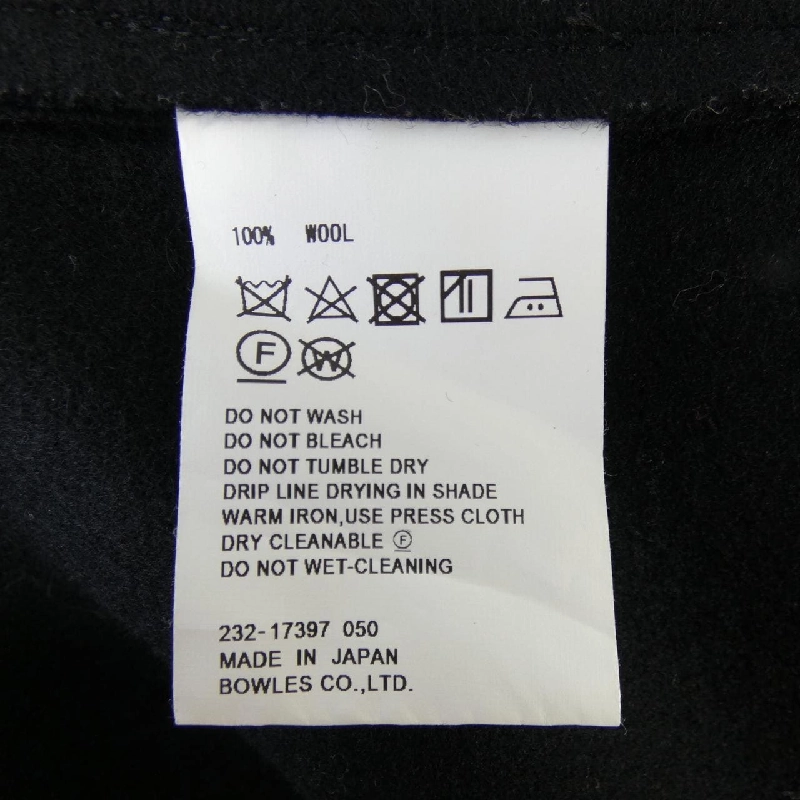 100% WOOL
F W
DO NOT WASH
DO NOT BLEACH
DO NOT TUMBLE DRY
DRIP LINE DRYING IN SHADE
WARM IRON,USE PRESS CLOTH
DRY CLEANABLE Ⓕ
DO NOT WET-CLEANING
232-17397 050
MADE IN JAPAN
BOWLES CO.,LTD.